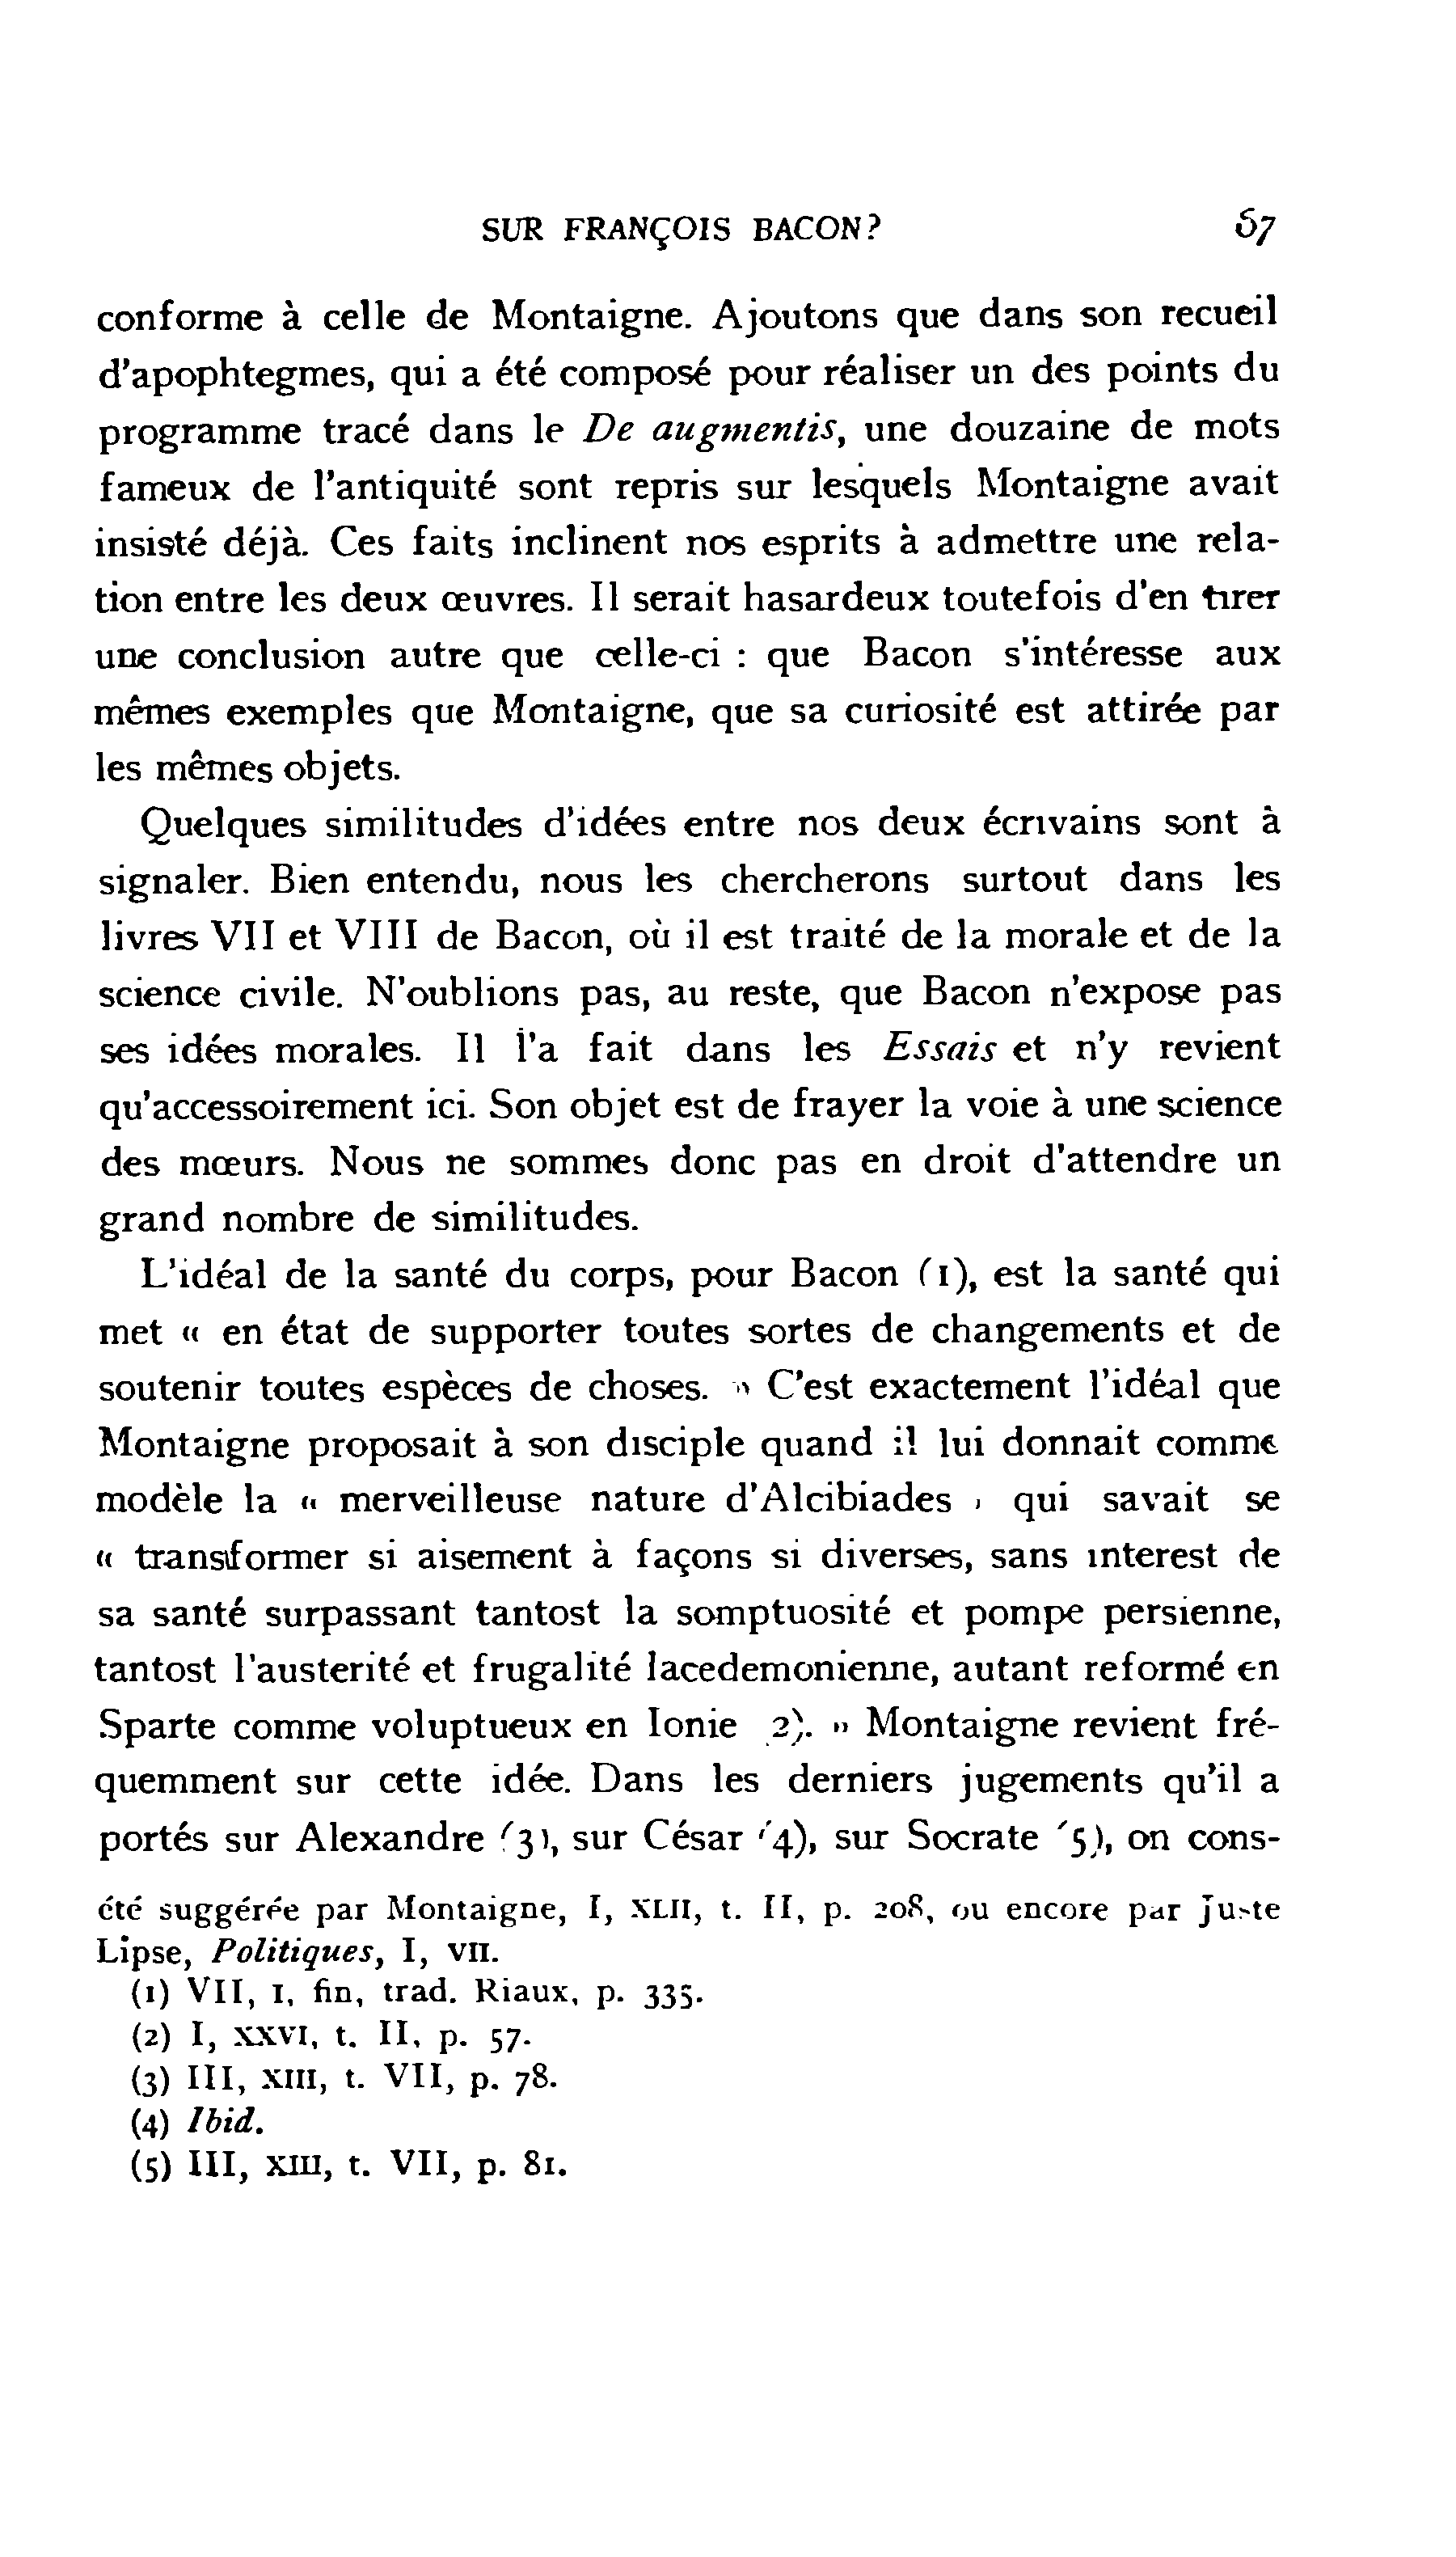 SUR FRANÇOIS BACON? 67
conforme à celle de Montaigne. Ajoutons que dans son recueil
d'apophtegmes, qui a été composé pour réaliser un des points du
programme tracé dans le De augmentis, une douzaine de mots
fameux de l'antiquité sont repris sur lesquels Montaigne avait
insisté déjà. Ces faits inclinent nos esprits à admettre une rela-
tion entre les deux œuvres. Il serait hasardeux toutefois d'en tirer
une conclusion autre que celle-ci : que Bacon s'intéresse aux
mêmes exemples que Montaigne, que sa curiosité est attirée par
les mêmes objets.
Quelques similitudes d'idées entre nos deux écrivains sont à
signaler. Bien entendu, nous les chercherons surtout dans les
livres VII et VIII de Bacon, où il est traité de la morale et de la
science civile. N'oublions pas, au reste, que Bacon n'expose pas
ses idées morales. Il l'a fait dans les Essais et n'y revient
qu'accessoirement ici. Son objet est de frayer la voie à une science
des mœurs. Nous ne sommes donc pas en droit d'attendre un
grand nombre de similitudes.
L'idéal de la santé du corps, pour Bacon (1), est la santé qui
met « en état de supporter toutes sortes de changements et de
soutenir toutes espèces de choses. » C'est exactement l'idéal que
Montaigne proposait à son disciple quand il lui donnait comme
modèle la « merveilleuse nature d'Alcibiades » qui savait se
« transformer si aisement à façons si diverses, sans interest de
sa santé surpassant tantost la somptuosité et pompe persienne,
tantost l'austerité et frugalité lacedemonienne, autant reformé en
Sparte comme voluptueux en Ionie (2). » Montaigne revient fré-
quemment sur cette idée. Dans les derniers jugements qu'il a
portés sur Alexandre (3), sur César (4), sur Socrate (5), on cons-
été suggérée par Montaigne, I, XLII, t. II, p. 208, ou encore par Juste
Lipse, Politiques, I, VII.
(1) VII, I, fin, trad. Riaux, p. 335.
(2) I, XXVI, t. II, p. 57.
(3) III, XIII, t. VII, p. 78.
(4) Ibid.
(5) III, XIII, t. VII, p. 81.